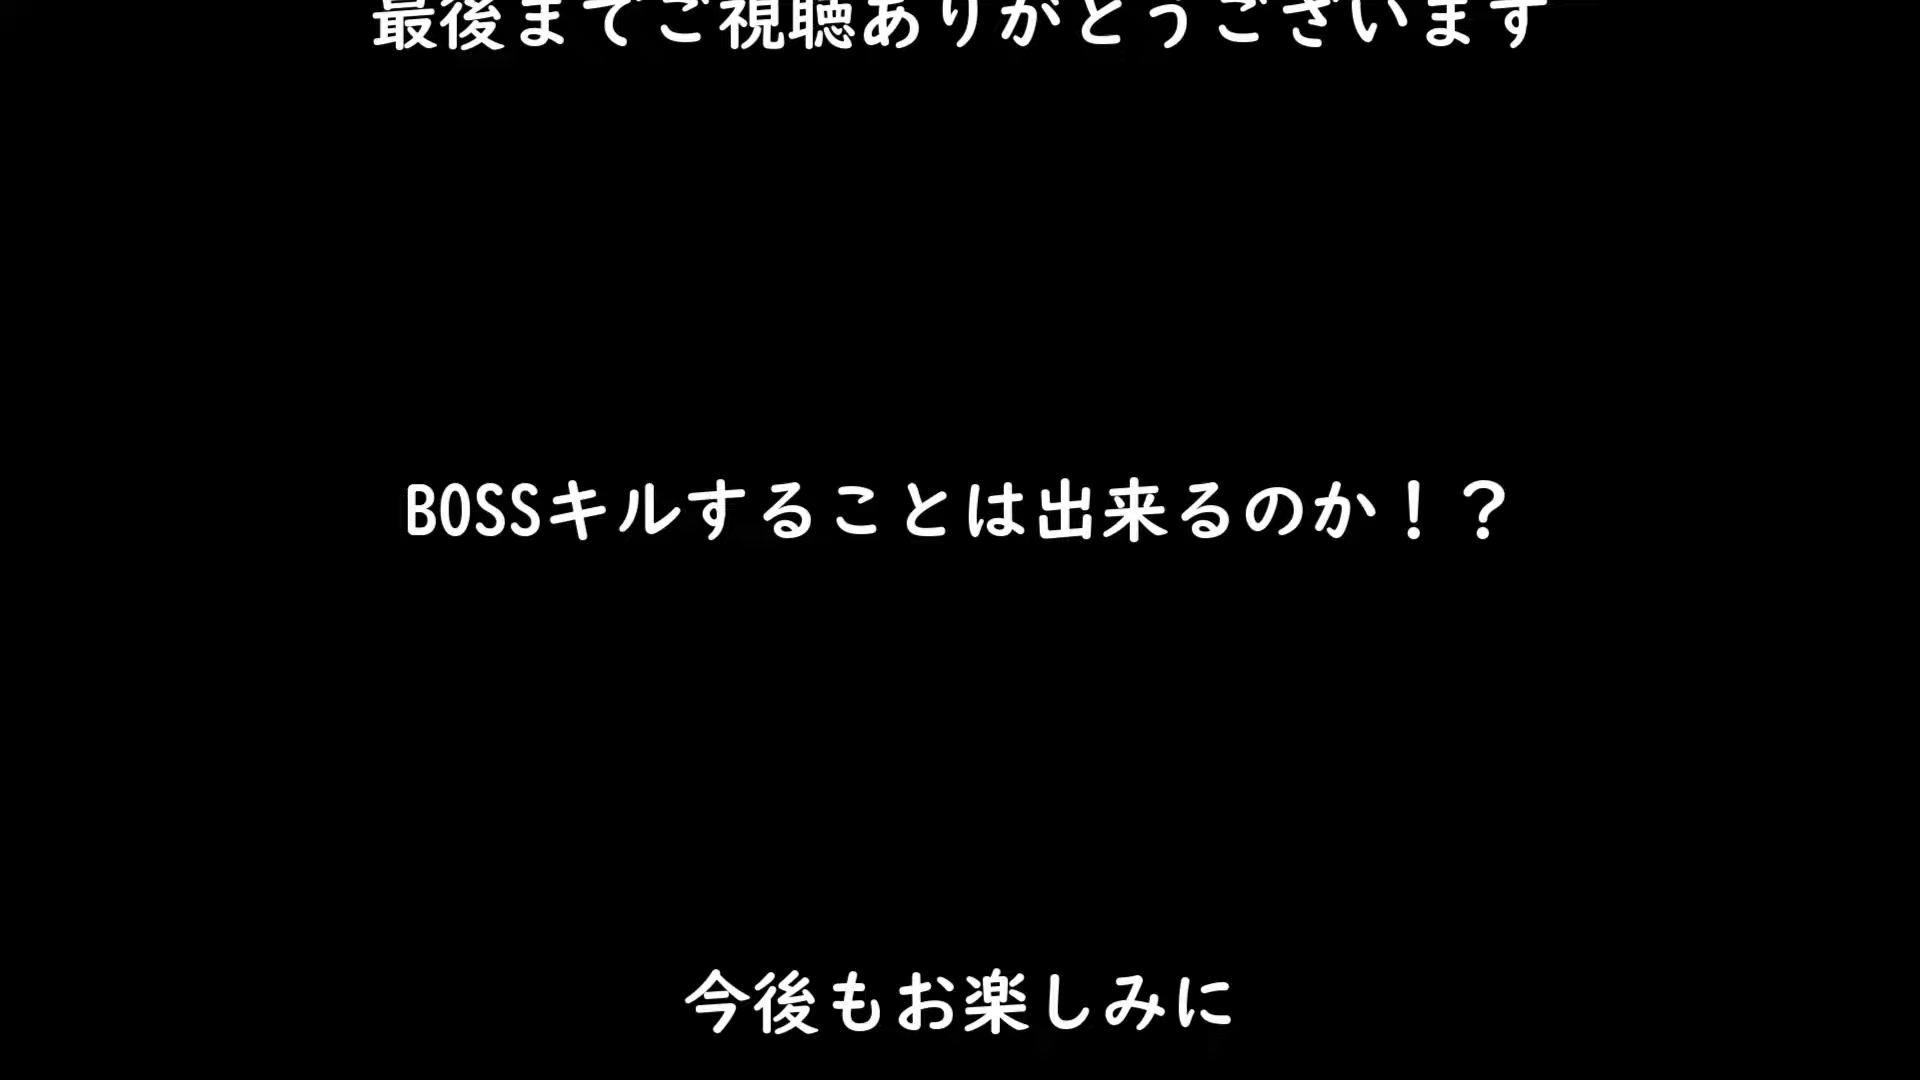 最後までご視聴ありがとうございます
BOSSキルすることは出来るのか！？
今後もお楽しみに